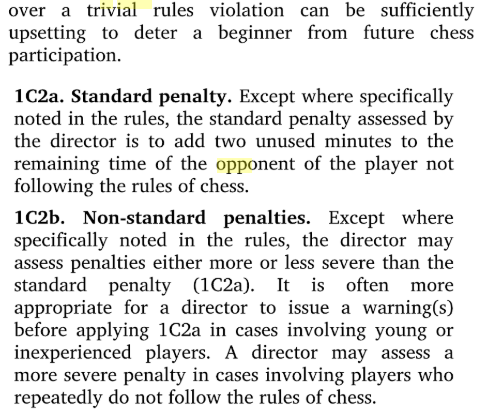 over a trivial rules violation can be sufficiently
upsetting to deter a beginner from future chess
participation.
1C2a. Standard penalty. Except where specifically
noted in the rules, the standard penalty assessed by
the director is to add two unused minutes to the
remaining time of the opponent of the player not
following the rules of chess.
1C2b. Non-standard penalties. Except where
specifically noted in the rules, the director may
assess penalties either more or less severe than the
standard penalty (1C2a). It is often more
appropriate for a director to issue a warning(s)
before applying 1C2a in cases involving young or
inexperienced players. A director may assess a
more severe penalty in cases involving players who
repeatedly do not follow the rules of chess.